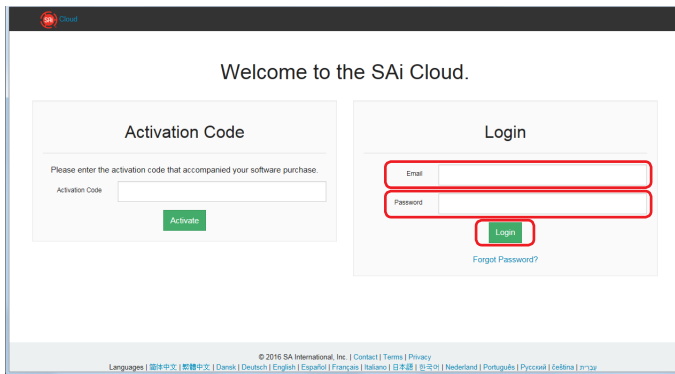 SAi Cloud
Welcome to the SAi Cloud.
Activation Code
Please enter the activation code that accompanied your software purchase.
Activation Code
Activate
Login
Email
Password
Login
Forgot Password?
© 2016 SA International, Inc. | Contact | Terms | Privacy
Languages | 简体中文 | 繁體中文 | Dansk | Deutsch | English | Español | Français | Italiano | 日本語 | 한국어 | Nederland | Português | Русский | čeština | עברית